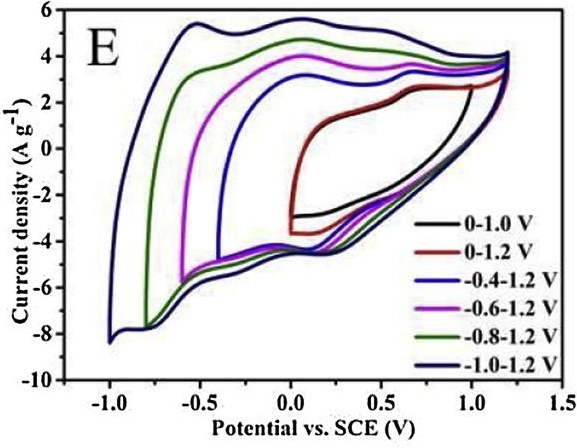 E
6
4
2
0
-2
-4
-6
-8
-10
Current density (A g⁻¹)
0-1.0 V
0-1.2 V
-0.4-1.2 V
-0.6-1.2 V
-0.8-1.2 V
-1.0-1.2 V
-1.0 -0.5 0.0 0.5 1.0 1.5
Potential vs. SCE (V)